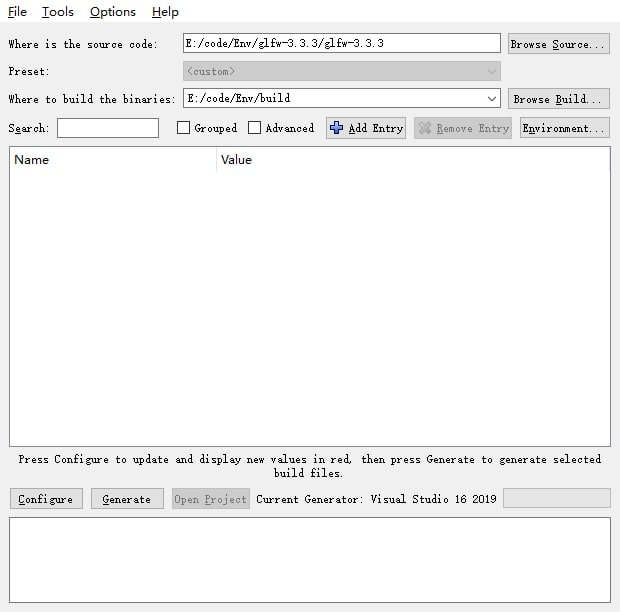 File Tools Options Help
Where is the source code: E:/code/Env/glfw-3.3.3/glfw-3.3.3 Browse Source...
Preset: <custom>
Where to build the binaries: E:/code/Env/build Browse Build...
Search: Grouped Advanced Add Entry Remove Entry Environment...
Name Value
Press Configure to update and display new values in red, then press Generate to generate selected
build files.
Configure Generate Open Project Current Generator: Visual Studio 16 2019